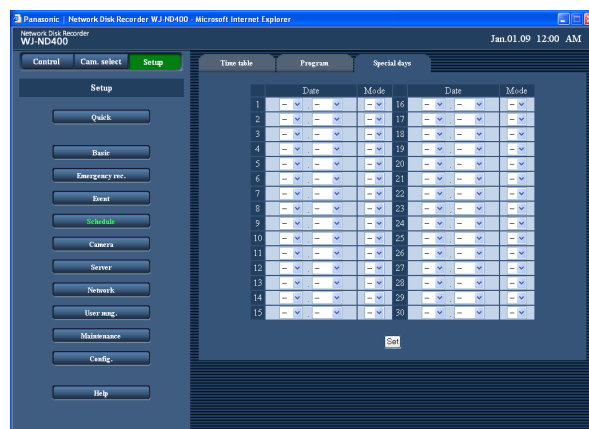 Panasonic | Network Disk Recorder WJ-ND400 - Microsoft Internet Explorer
Network Disk Recorder
WJ-ND400
Jan.01.09 12:00 AM
Control Cam. select Setup
Time table Program Special days
Setup
Quick
Basic
Emergency rec.
Event
Schedule
Camera
Server
Network
User mng.
Maintenance
Config.
Help
Date Mode Date Mode
1 -- . -- -- 16 -- . -- --
2 -- . -- -- 17 -- . -- --
3 -- . -- -- 18 -- . -- --
4 -- . -- -- 19 -- . -- --
5 -- . -- -- 20 -- . -- --
6 -- . -- -- 21 -- . -- --
7 -- . -- -- 22 -- . -- --
8 -- . -- -- 23 -- . -- --
9 -- . -- -- 24 -- . -- --
10 -- . -- -- 25 -- . -- --
11 -- . -- -- 26 -- . -- --
12 -- . -- -- 27 -- . -- --
13 -- . -- -- 28 -- . -- --
14 -- . -- -- 29 -- . -- --
15 -- . -- -- 30 -- . -- --
Set